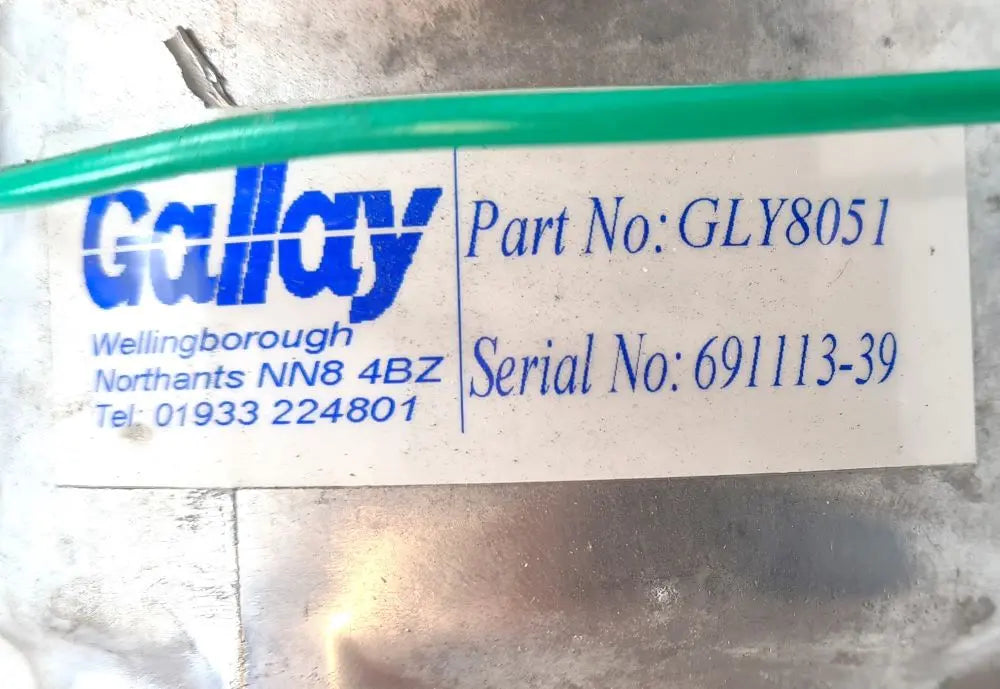 Gallay
Wellingborough
Northants NN8 4BZ
Tel: 01933 224801
Part No: GLY8051
Serial No: 691113-39